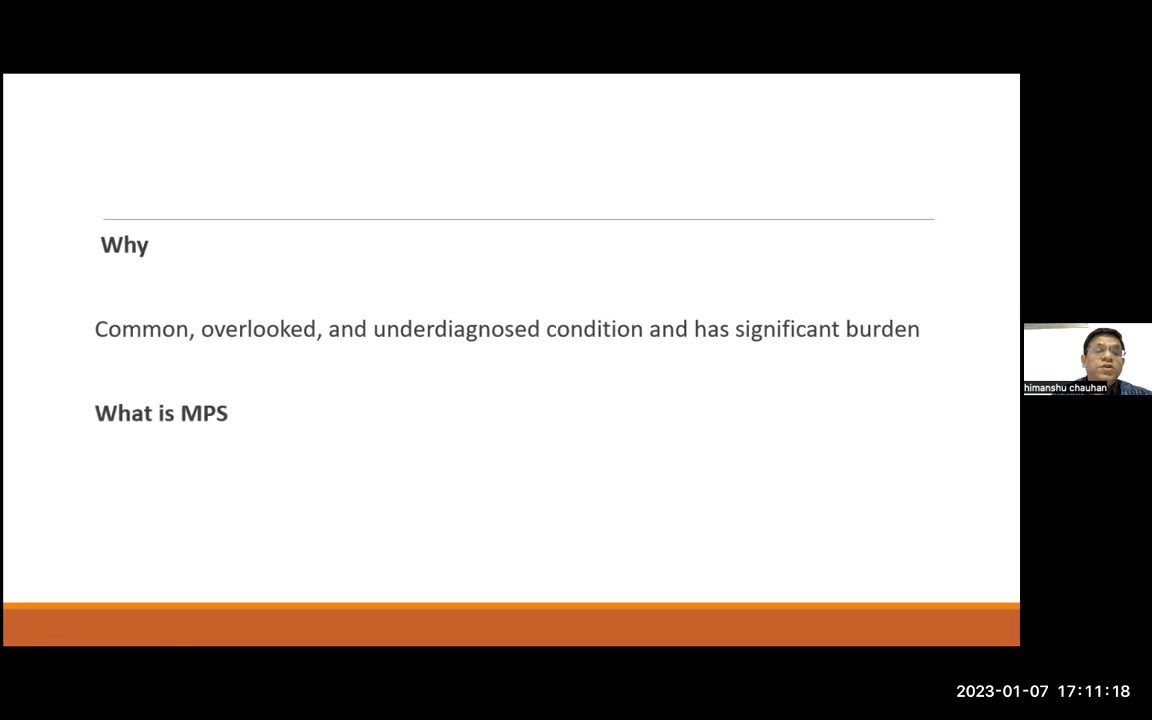 Why
Common, overlooked, and underdiagnosed condition and has significant burden
What is MPS
himanshu chauhan
2023-01-07 17:11:18